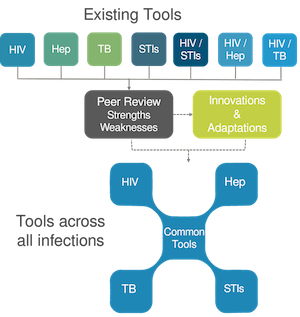 Existing Tools
HIV
Hep
TB
STIs
HIV /
STIs
HIV /
Hep
HIV /
TB
Peer Review
Strengths
Weaknesses
Innovations
&
Adaptations
HIV
Hep
Tools across
all infections
Common
Tools
TB
STIs